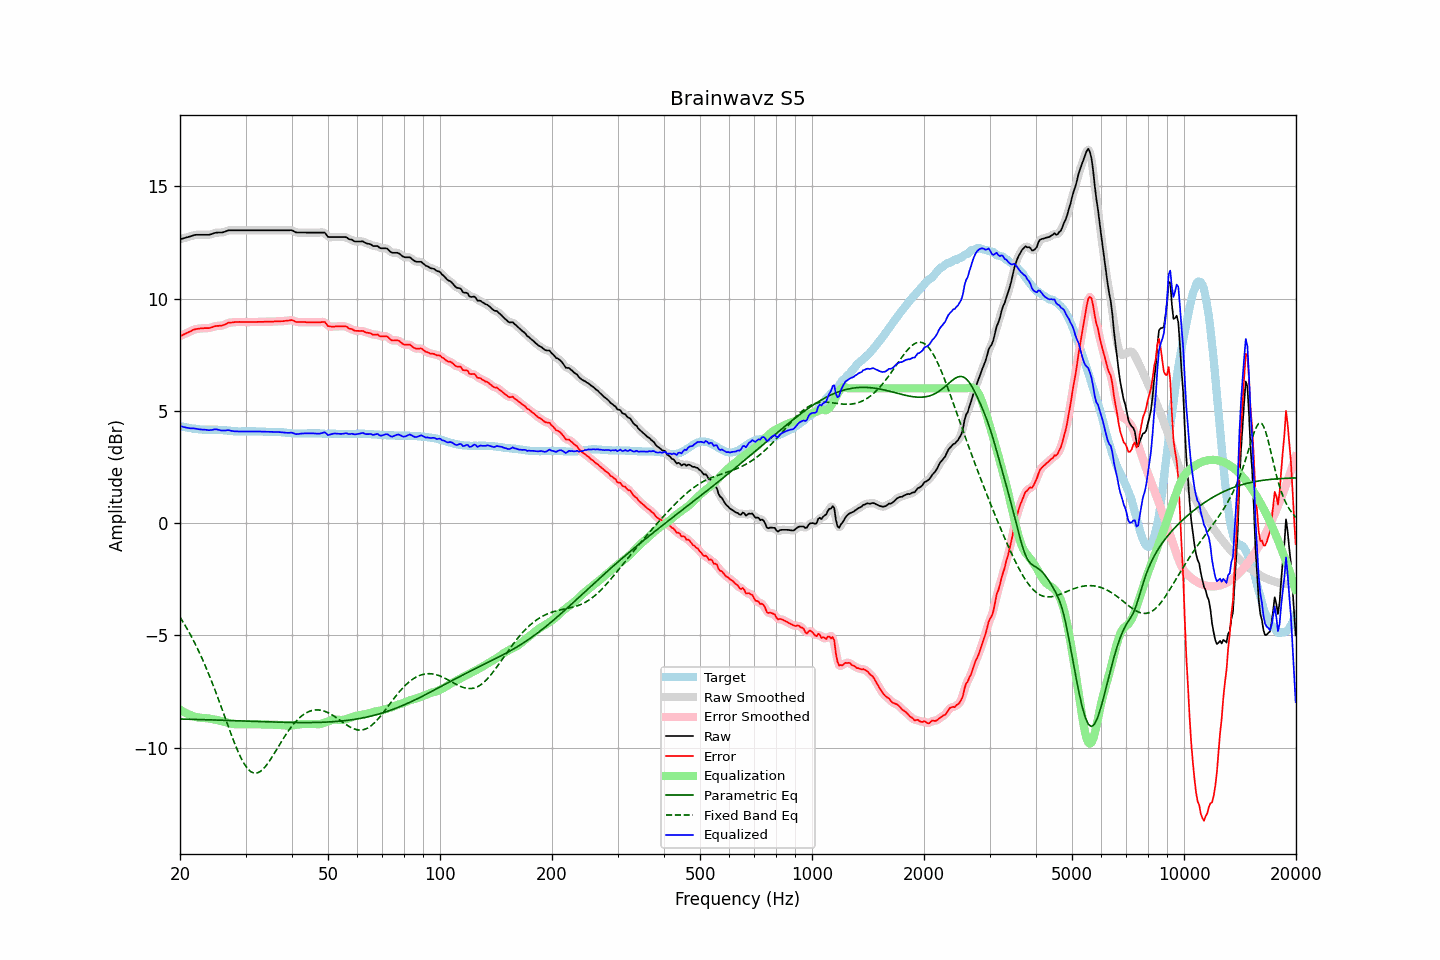 Brainwavz S5
Amplitude (dBr)
15
10
5
0
−5
−10
Target
Raw Smoothed
Error Smoothed
Raw
Error
Equalization
Parametric Eq
Fixed Band Eq
Equalized
20 50 100 200 500 1000 2000 5000 10000 20000
Frequency (Hz)